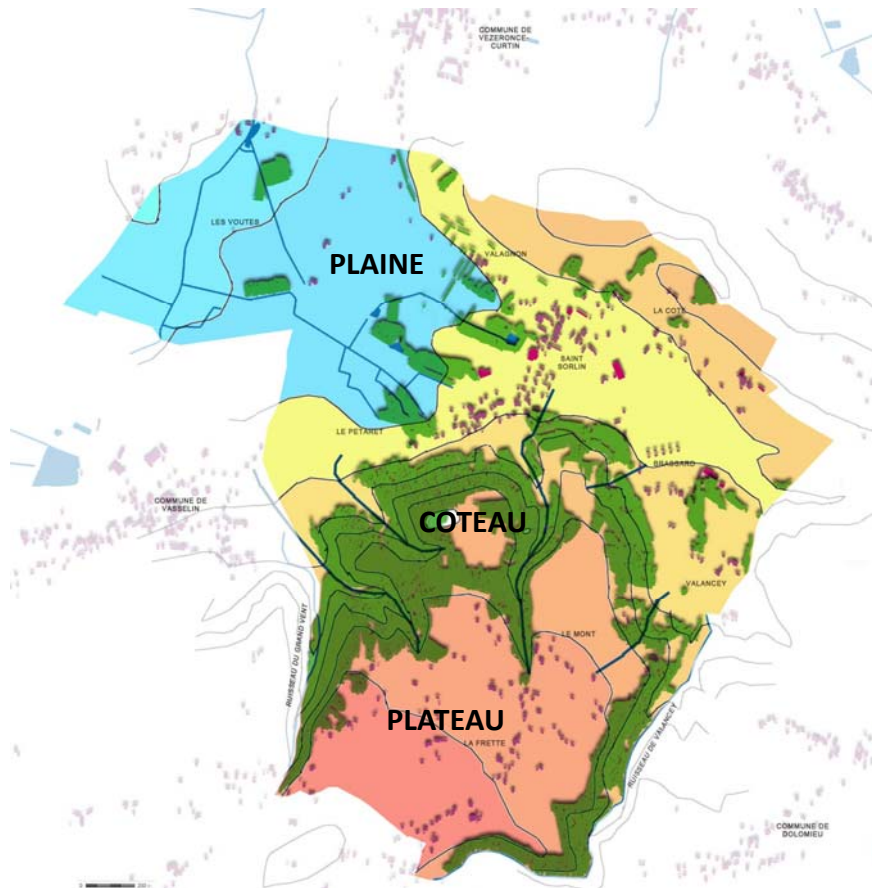 COMMUNE DE
VEZERONCE-
CURTIN
LES VOUTES
PLAINE
VALAGNON
LA COTE
SAINT
SORLIN
LE PETARET
BRASSARD
COMMUNE DE
VASSELIN
COTEAU
VALANCEY
RUISSEAU DU GRAND VENT
LE MONT
PLATEAU
LA FRETTE
RUISSEAU DE VALANCEY
COMMUNE DE
DOLOMIEU